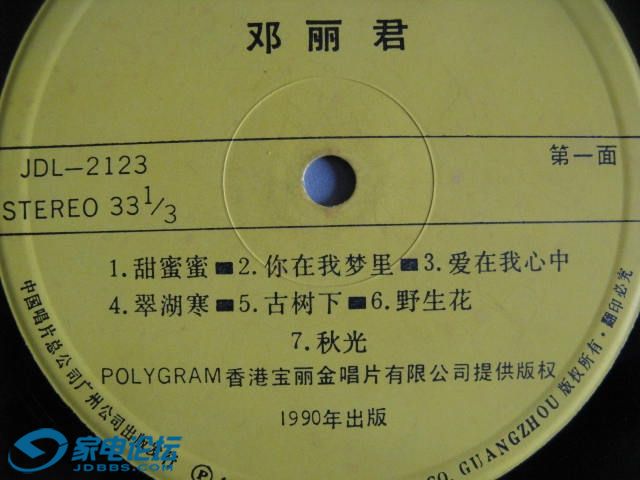 邓丽君
JDL-2123
第一面
STEREO 33 1/3
1.甜蜜蜜 2.你在我梦里 3.爱在我心中
4.翠湖寒 5.古树下 6.野生花
7.秋光
POLYGRAM香港宝丽金唱片有限公司提供版权
1990年出版
中国唱片总公司广州公司出版
CO. GUANGZHOU 版权所有·翻印必究
℗
家电论坛
JDBBS.COM